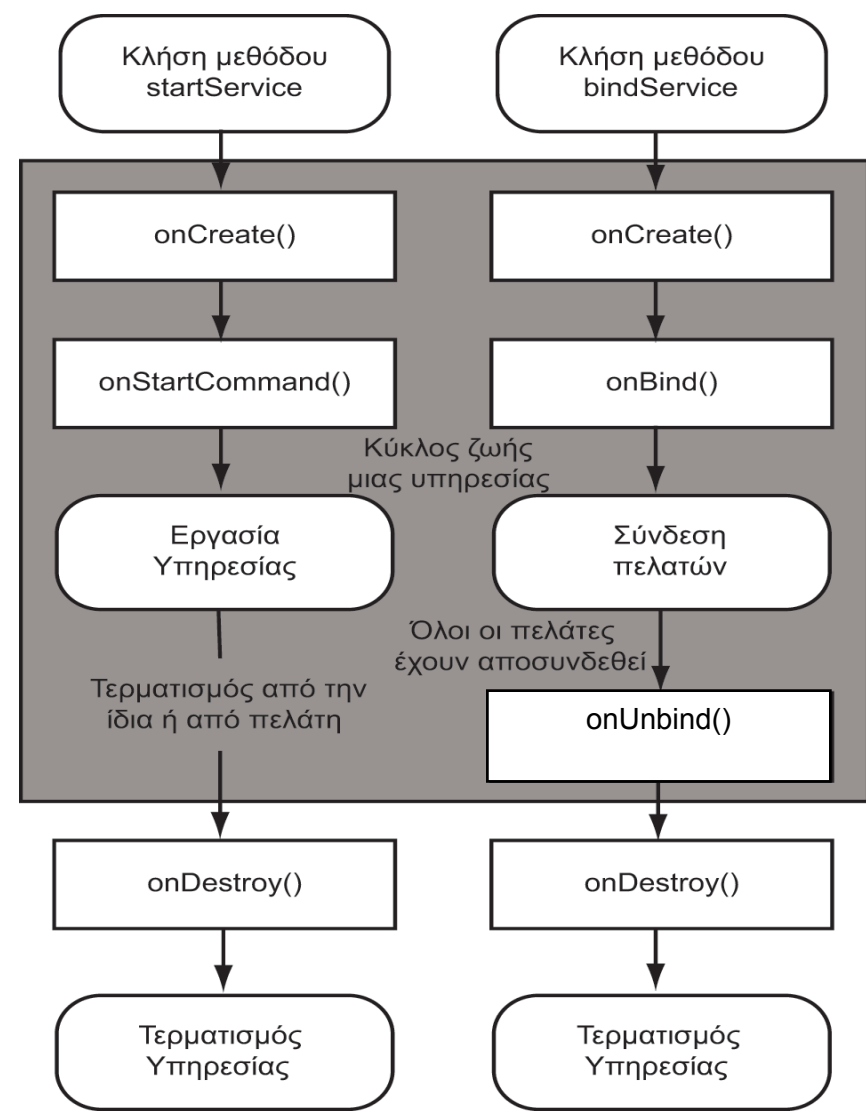 Κλήση μεθόδου
startService
Κλήση μεθόδου
bindService
onCreate()
onCreate()
onStartCommand()
onBind()
Κύκλος ζωής
μιας υπηρεσίας
Εργασία
Υπηρεσίας
Σύνδεση
πελατών
Όλοι οι πελάτες
έχουν αποσυνδεθεί
Τερματισμός από την
ίδια ή από πελάτη
onUnbind()
onDestroy()
onDestroy()
Τερματισμός
Υπηρεσίας
Τερματισμός
Υπηρεσίας